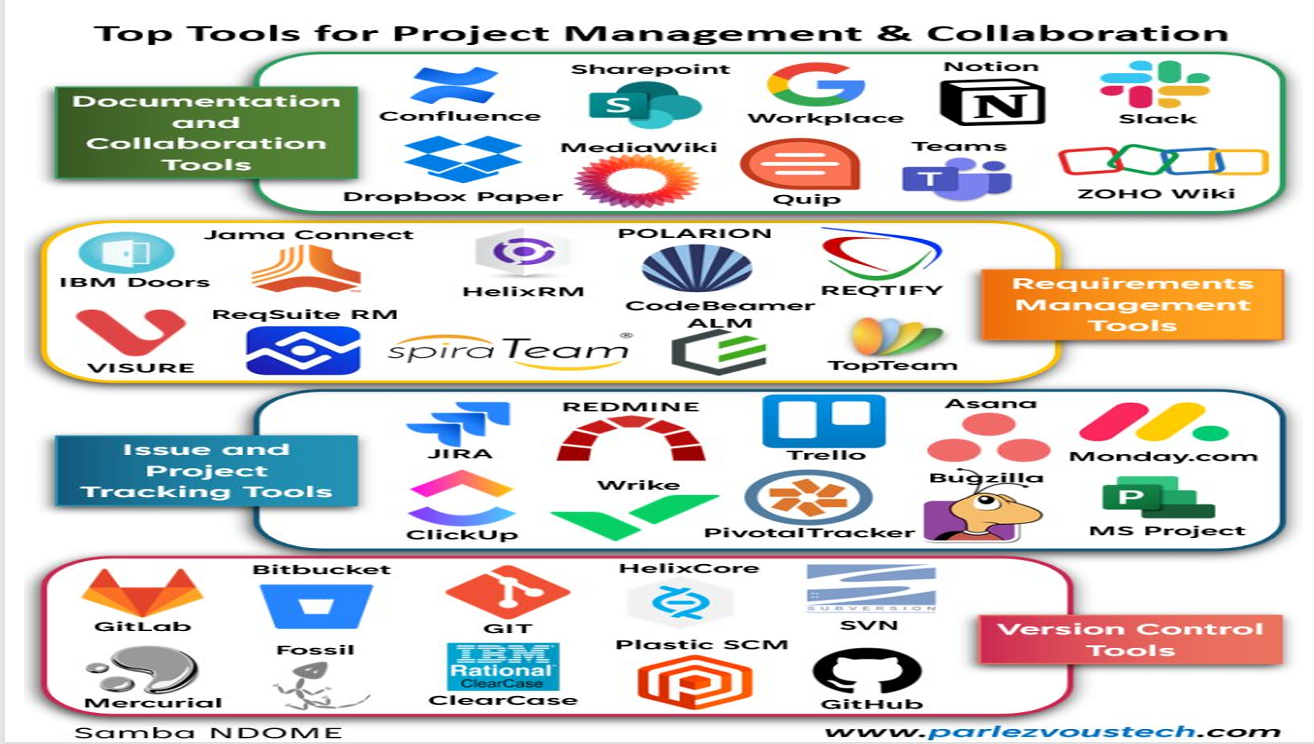 Top Tools for Project Management & Collaboration
Documentation
and
Collaboration
Tools
Confluence
Sharepoint
S
Workplace
Notion
N
Slack
Dropbox Paper
MediaWiki
Quip
Teams
T
ZOHO Wiki
IBM Doors
Jama Connect
HelixRM
POLARION
REQTIFY
VISURE
ReqSuite RM
spiraTeam®
CodeBeamer
ALM
TopTeam
Requirements
Management
Tools
Issue and
Project
Tracking Tools
JIRA
REDMINE
Trello
Asana
Monday.com
ClickUp
Wrike
PivotalTracker
Bugzilla
P
MS Project
GitLab
Bitbucket
GIT
HelixCore
SUBVERSION
SVN
Mercurial
Fossil
IBM
Rational
ClearCase
ClearCase
Plastic SCM
GitHub
Version Control
Tools
Samba NDOME
www.parlezvoustech.com